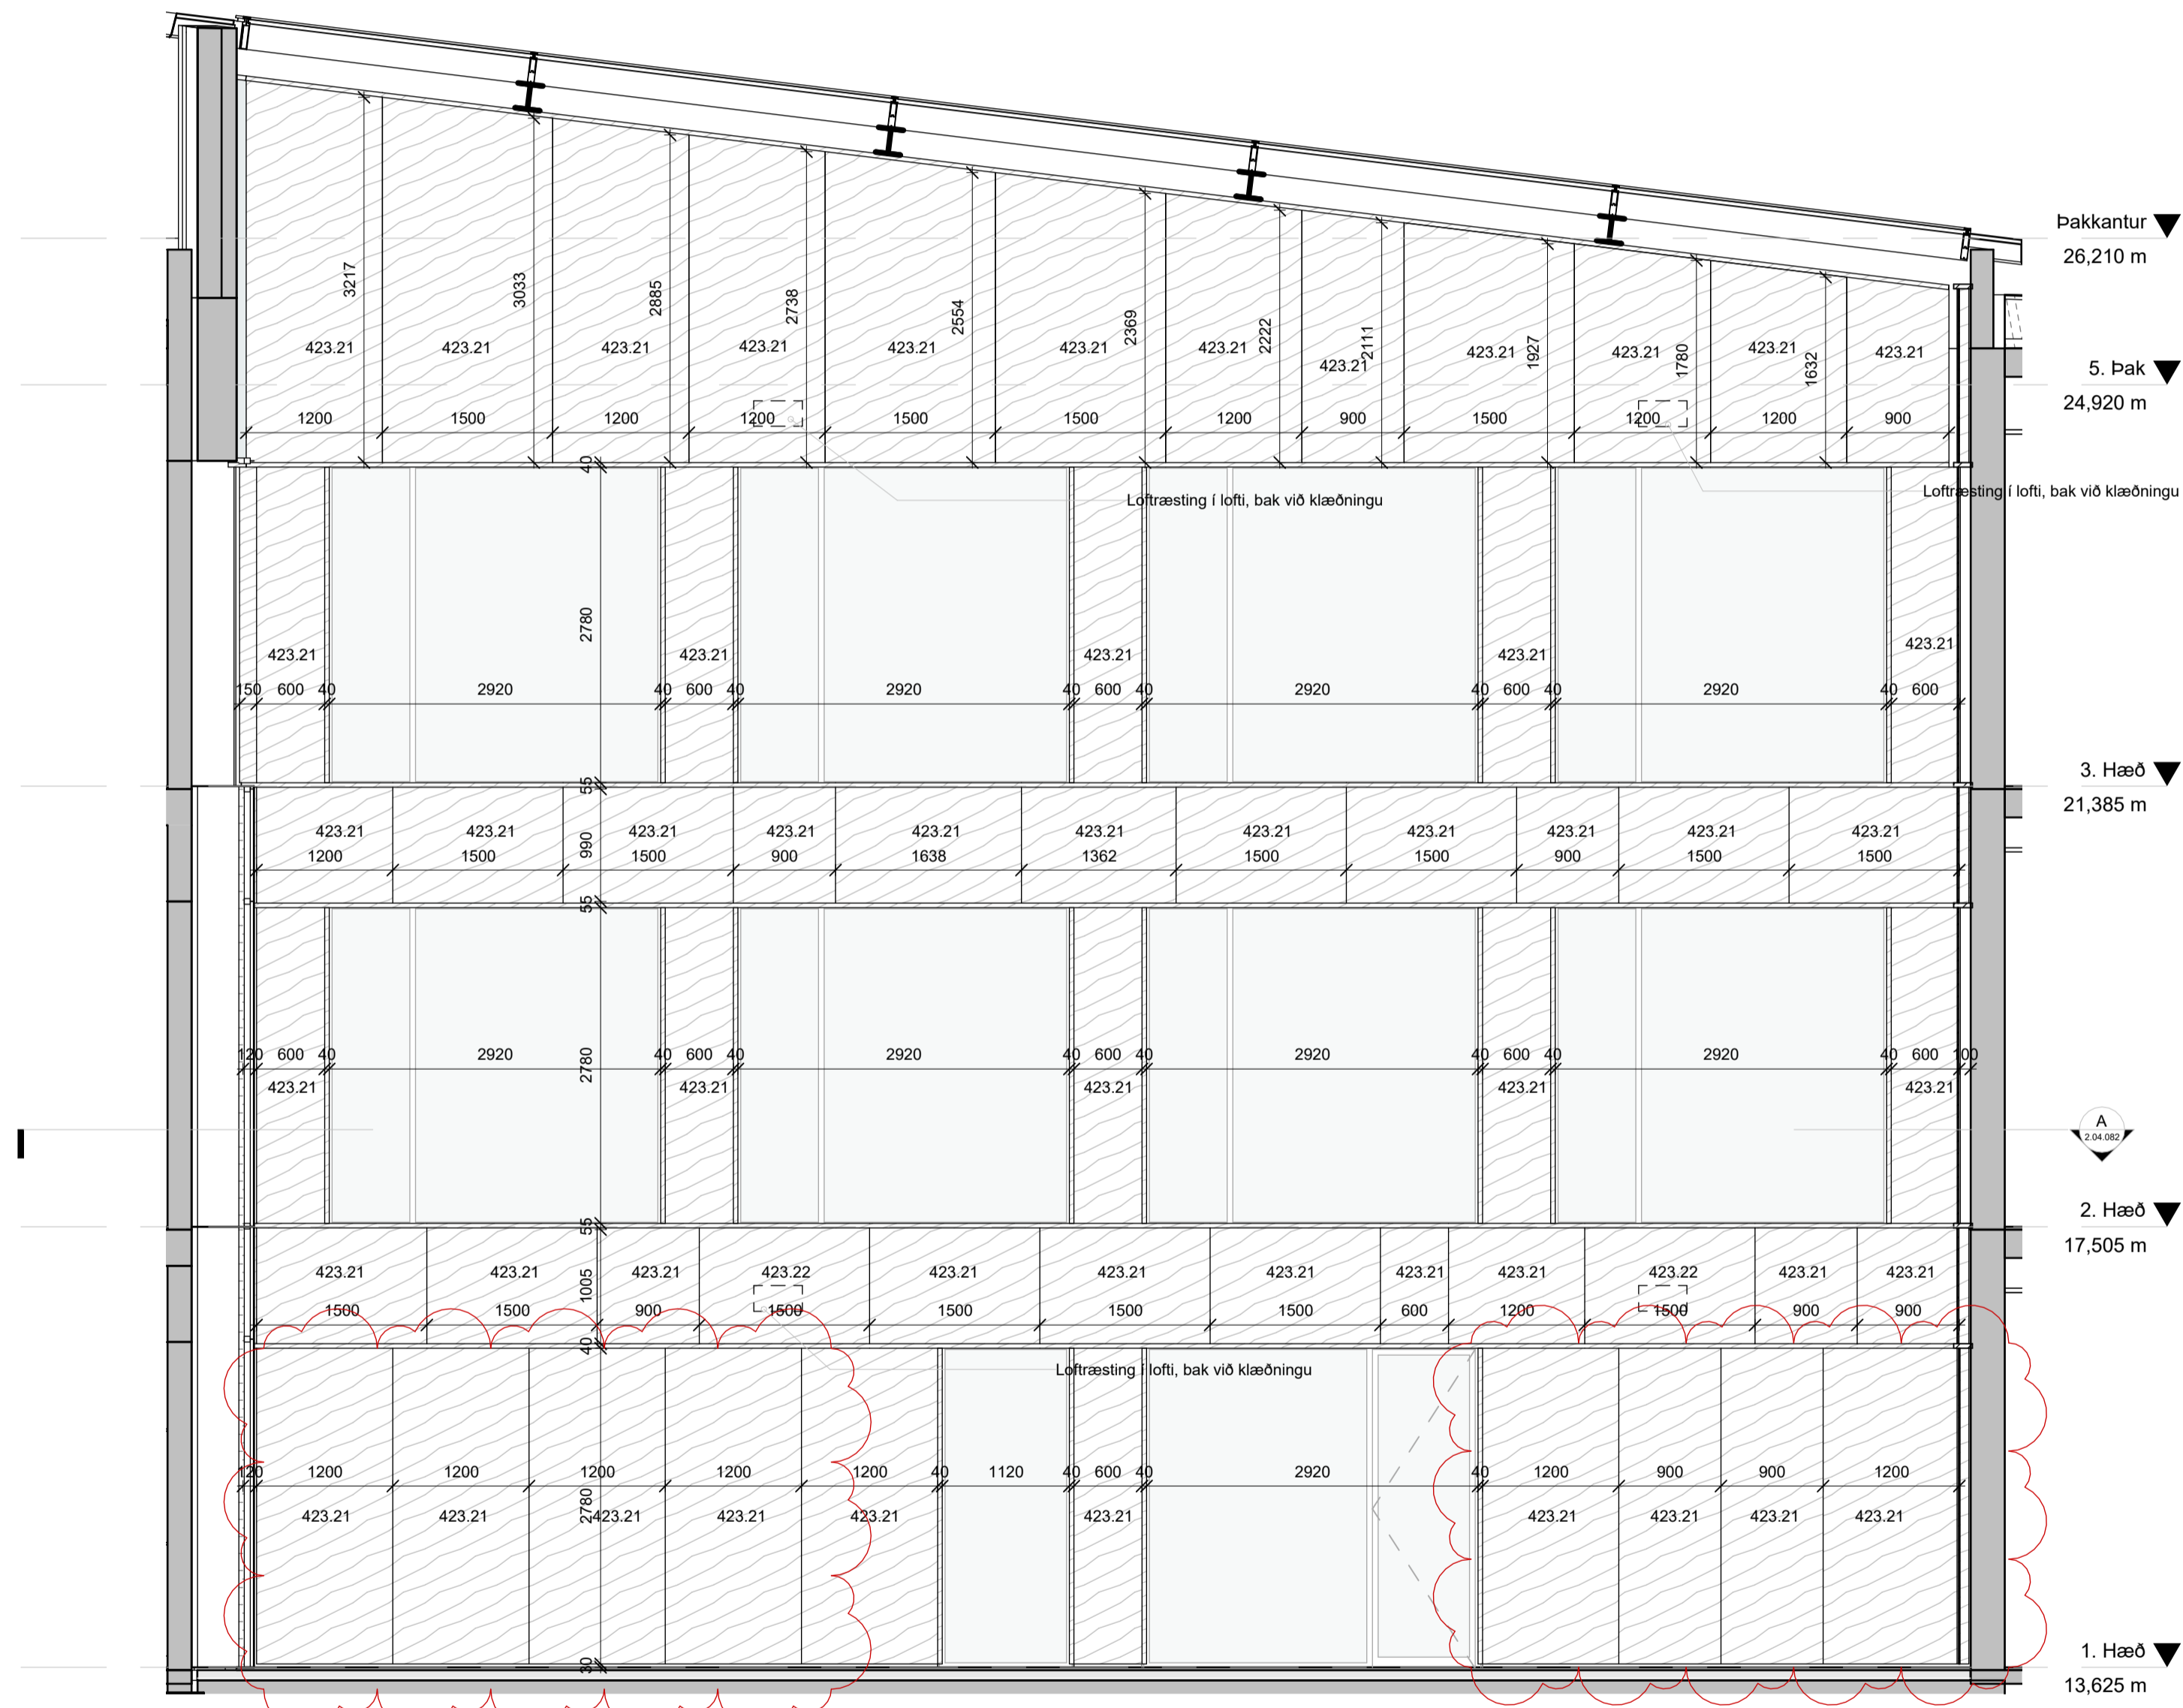 Þakkantur
26,210 m
3217
3033
2885
2738
2554
2369
2222
2111
1927
1780
1632
423.21 423.21 423.21 423.21 423.21 423.21 423.21 423.21 423.21 423.21 423.21 423.21
5. Þak
24,920 m
1200 1500 1200 1200 1500 1500 1200 900 1500 1200 1200 900
40
Loftræsting í lofti, bak við klæðningu
Loftræsting í lofti, bak við klæðningu
2780
423.21 423.21 423.21 423.21 423.21
150 600 40 2920 40 600 40 2920 40 600 40 2920 40 600 40 2920 40 600
3. Hæð
21,385 m
55
423.21 423.21 423.21 423.21 423.21 423.21 423.21 423.21 423.21 423.21 423.21
990
1200 1500 1500 900 1638 1362 1500 1500 900 1500 1500
55
120 600 40 2920 40 600 40 2920 40 600 40 2920 40 600 40 2920 40 600 100
2780
423.21 423.21 423.21 423.21 423.21
A
2.04.082
2. Hæð
17,505 m
55
423.21 423.21 423.21 423.22 423.21 423.21 423.21 423.21 423.21 423.22 423.21 423.21
1005
1500 1500 900 1500 1500 1500 1500 600 1200 1500 900 900
40
Loftræsting í lofti, bak við klæðningu
120 1200 1200 1200 1200 1200 40 1120 40 600 40 2920 40 1200 900 900 1200
2780
423.21 423.21 423.21 423.21 423.21 423.21 423.21 423.21 423.21 423.21
30
1. Hæð
13,625 m